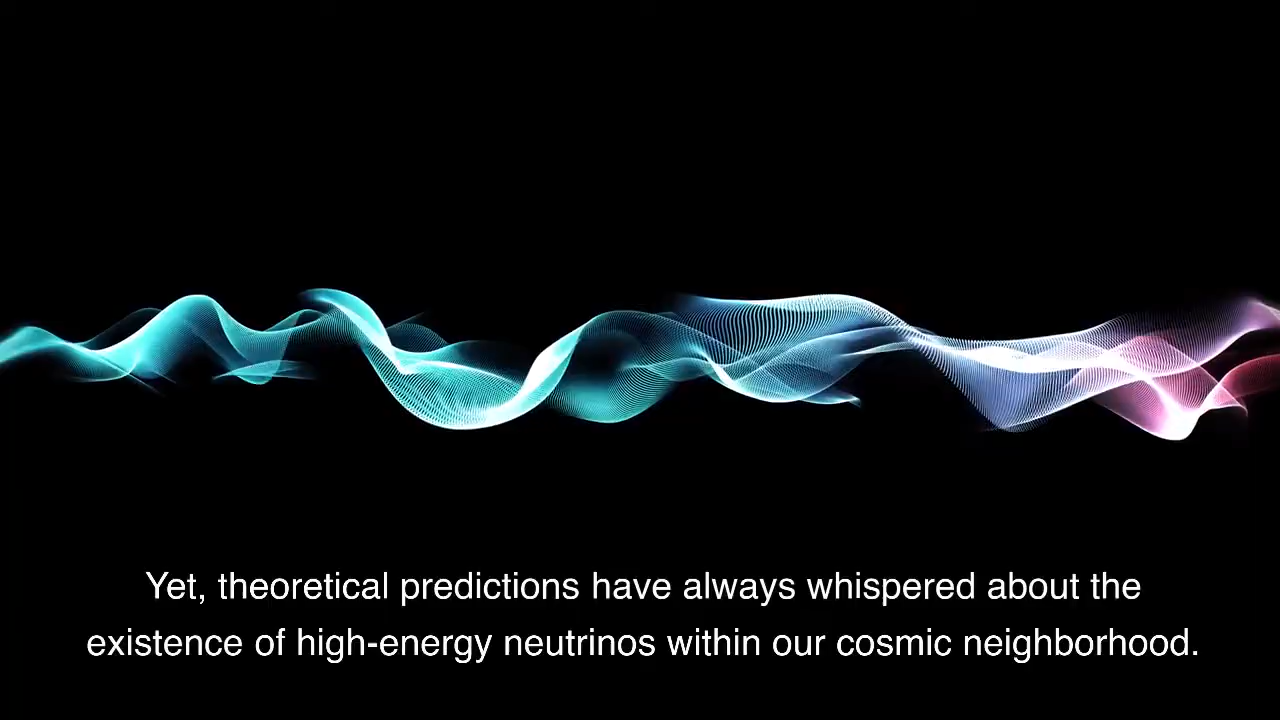 Yet, theoretical predictions have always whispered about the
existence of high-energy neutrinos within our cosmic neighborhood.